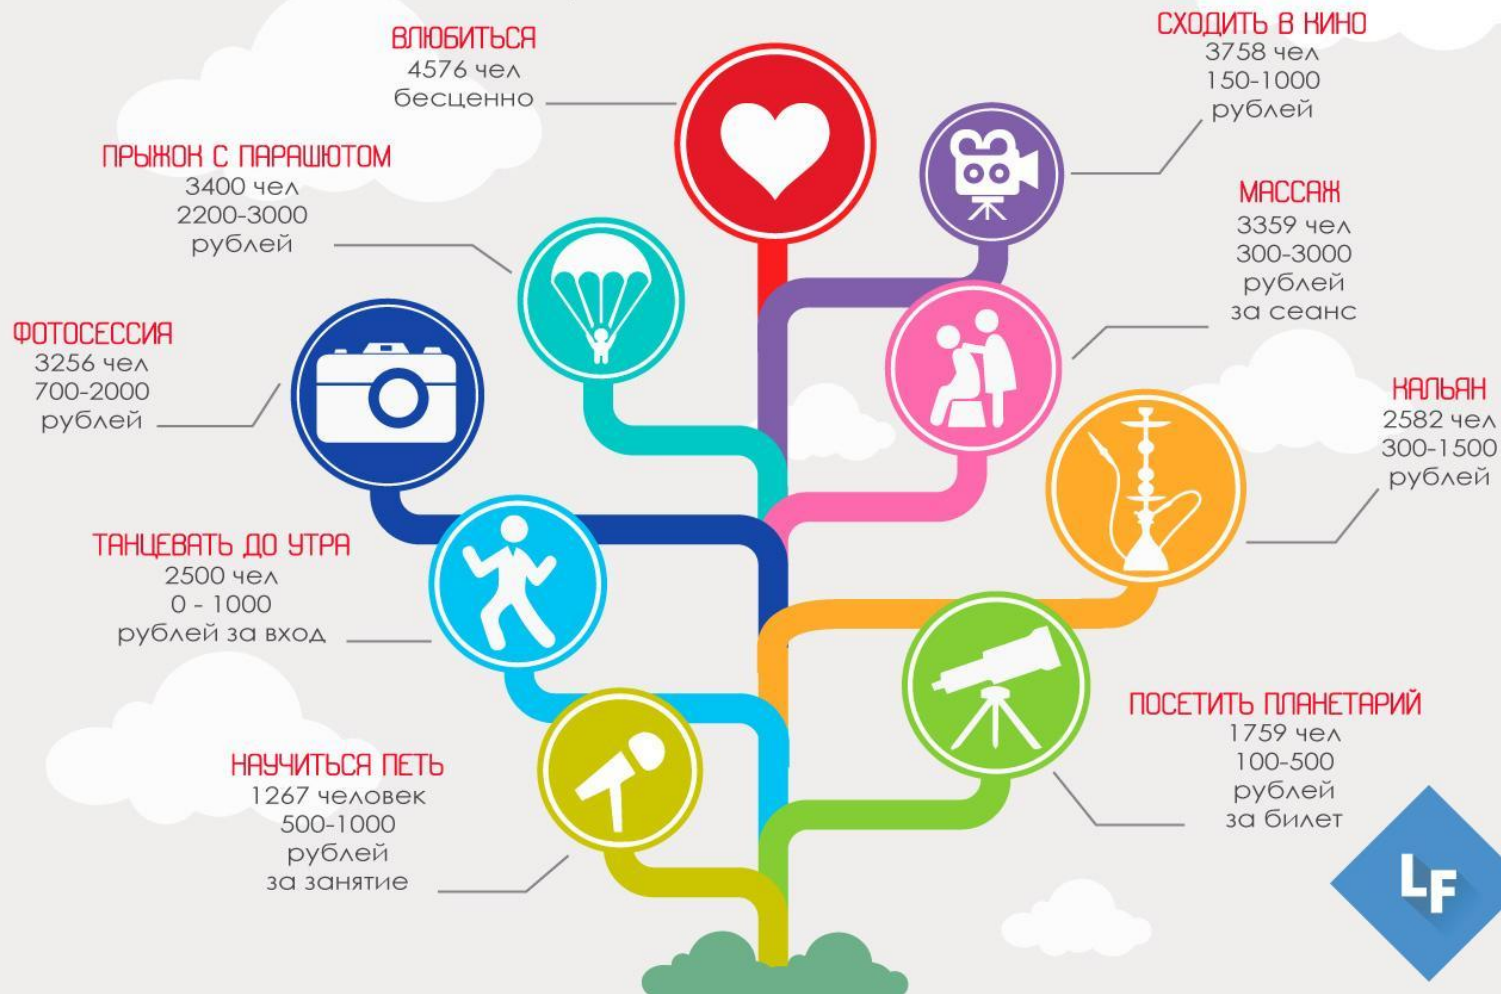 ВЛЮБИТЬСЯ
4576 чел
бесценно
СХОДИТЬ В КИНО
3758 чел
150-1000
рублей
ПРЫЖОК С ПАРАШЮТОМ
3400 чел
2200-3000
рублей
МАССАЖ
3359 чел
300-3000
рублей
за сеанс
ФОТОСЕССИЯ
3256 чел
700-2000
рублей
КАЛЬЯН
2582 чел
300-1500
рублей
ТАНЦЕВАТЬ ДО УТРА
2500 чел
0 - 1000
рублей за вход
ПОСЕТИТЬ ПЛАНЕТАРИЙ
1759 чел
100-500
рублей
за билет
НАУЧИТЬСЯ ПЕТЬ
1267 человек
500-1000
рублей
за занятие
LF